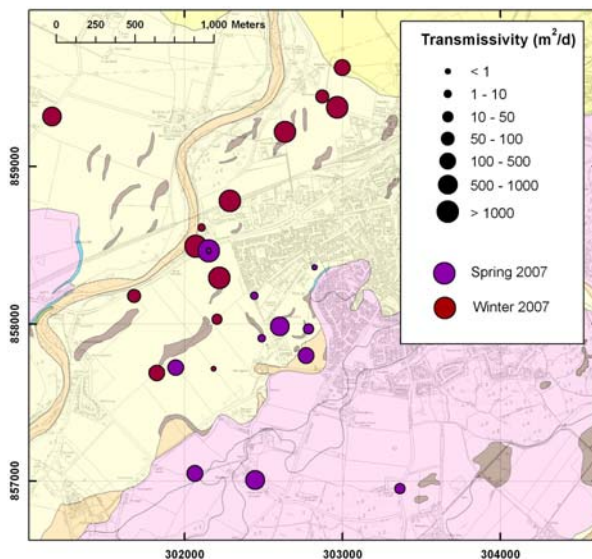 0 250 500 1,000 Meters
Transmissivity (m²/d)
< 1
1 - 10
10 - 50
50 - 100
100 - 500
500 - 1000
> 1000
Spring 2007
Winter 2007
859000
858000
857000
302000 303000 304000